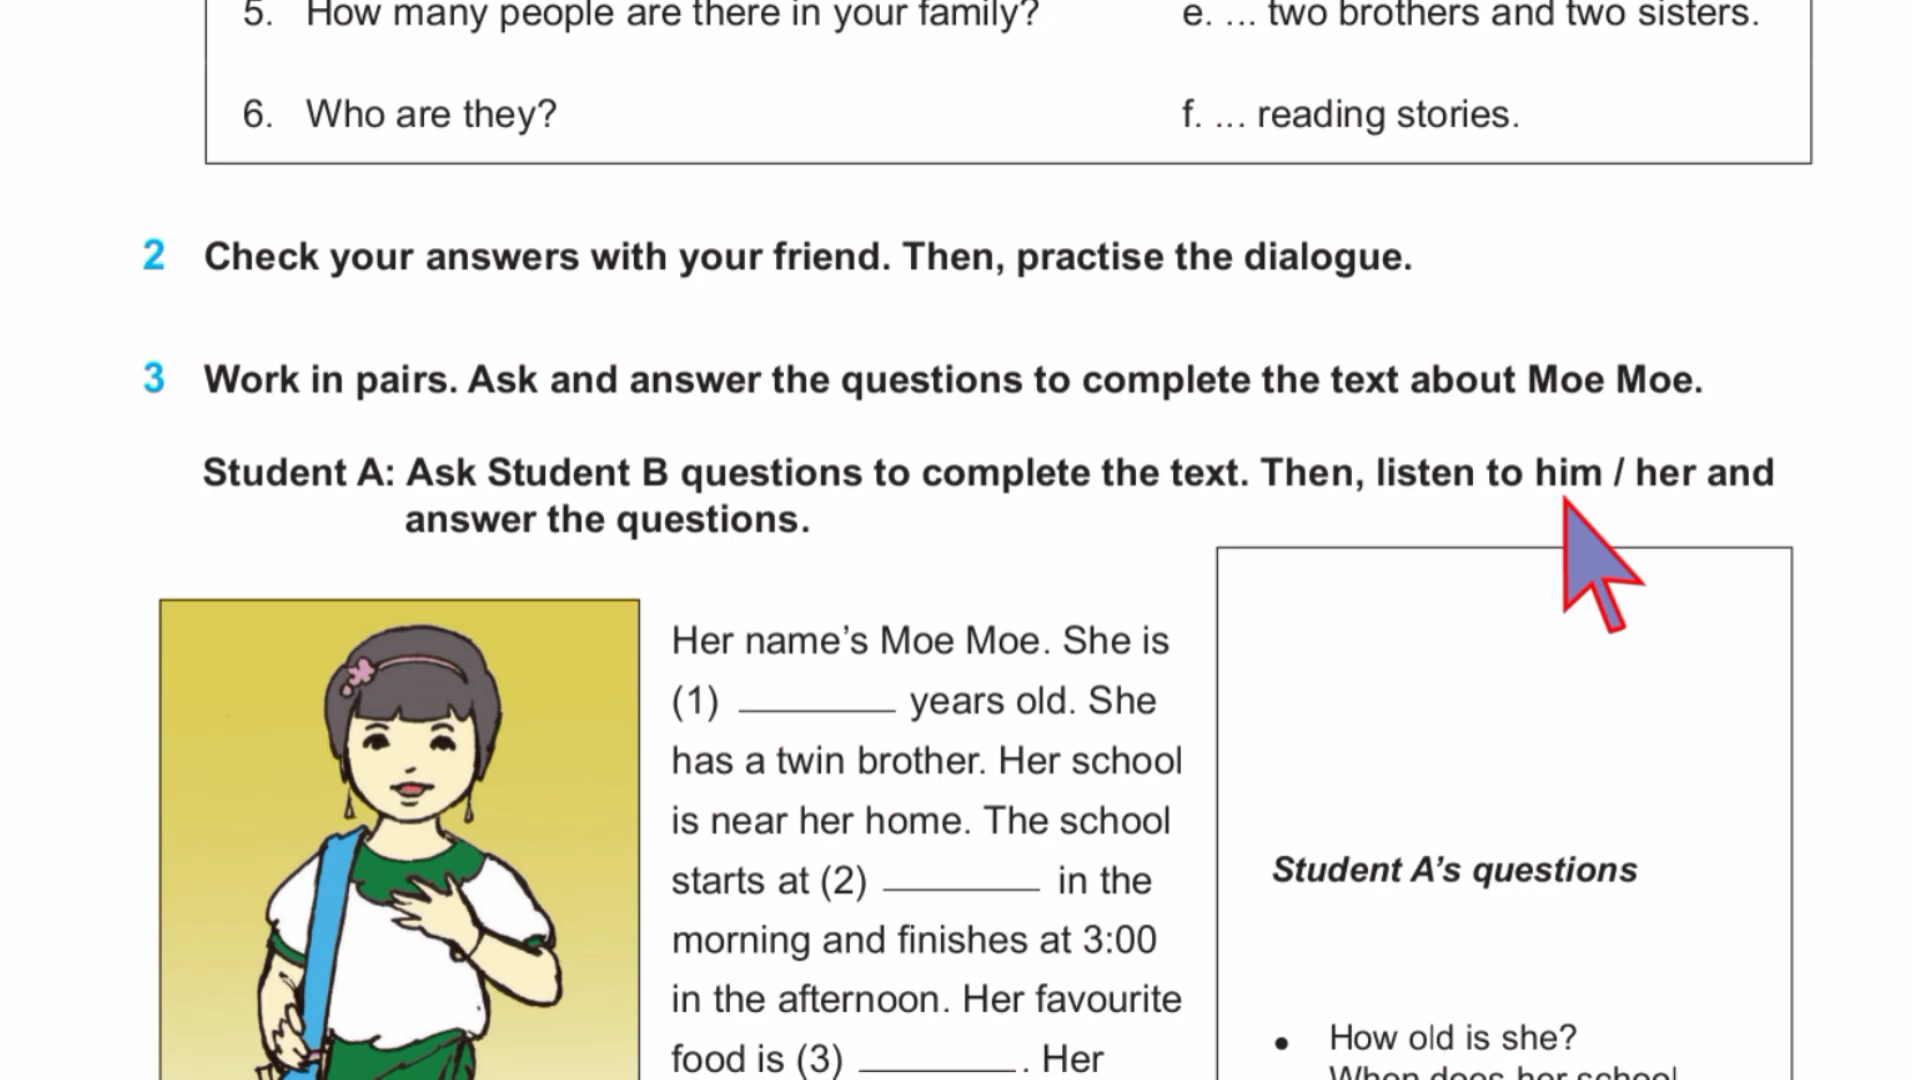 5. How many people are there in your family?
e. ... two brothers and two sisters.
6. Who are they?
f. ... reading stories.
2 Check your answers with your friend. Then, practise the dialogue.
3 Work in pairs. Ask and answer the questions to complete the text about Moe Moe.
Student A: Ask Student B questions to complete the text. Then, listen to him / her and
answer the questions.
Her name’s Moe Moe. She is
(1) ________ years old. She
has a twin brother. Her school
is near her home. The school
starts at (2) ________ in the
morning and finishes at 3:00
in the afternoon. Her favourite
food is (3) ________. Her
Student A’s questions
• How old is she?
When does her school